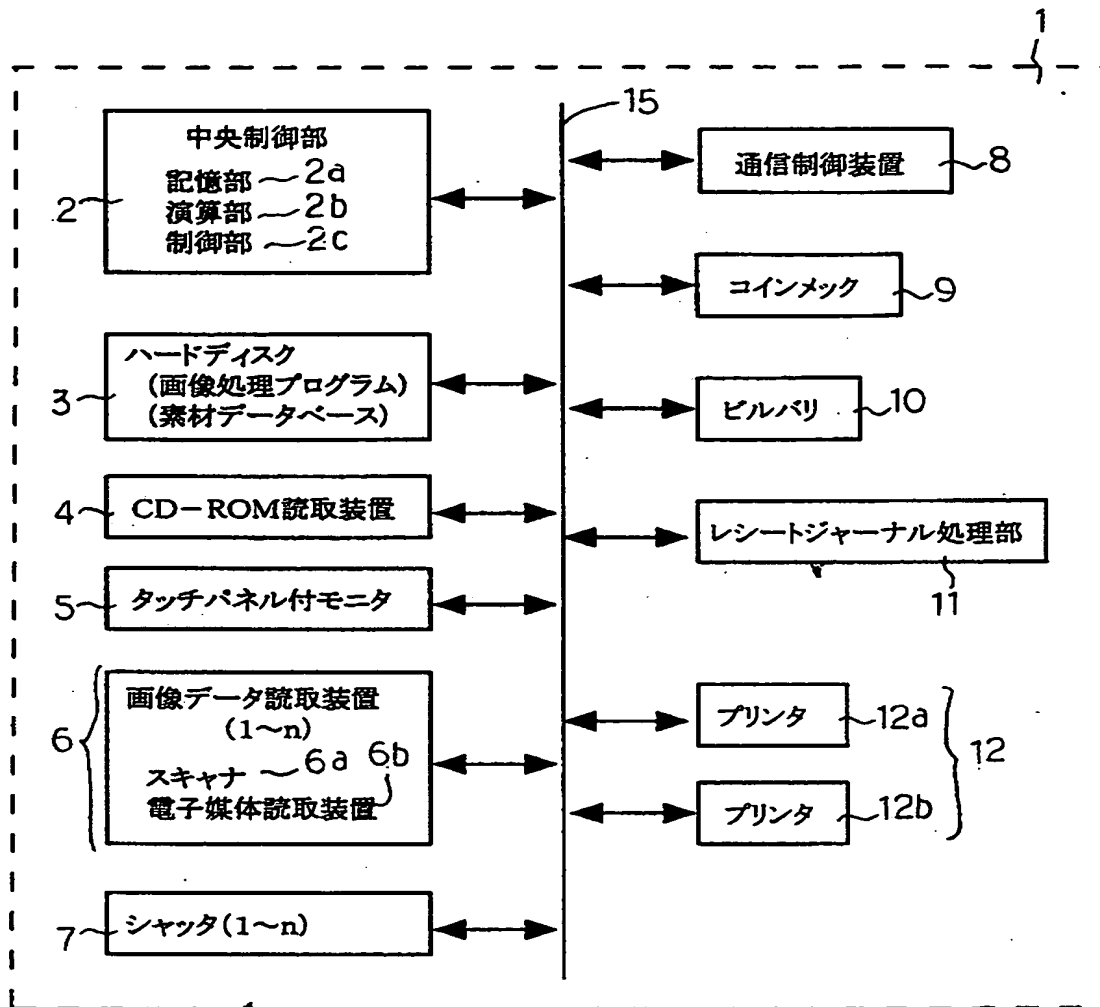 1
15
中央制御部
記憶部 2a
演算部 2b
制御部 2c
2
ハードディスク
(画像処理プログラム)
(素材データベース)
3
4 CD-ROM読取装置
5 タッチパネル付モニタ
画像データ読取装置
(1~n)
6
スキャナ 6a 6b
電子媒体読取装置
7 シャッタ(1~n)
通信制御装置 8
コインメック 9
ビルバリ 10
レシートジャーナル処理部
11
プリンタ 12a
12
プリンタ 12b